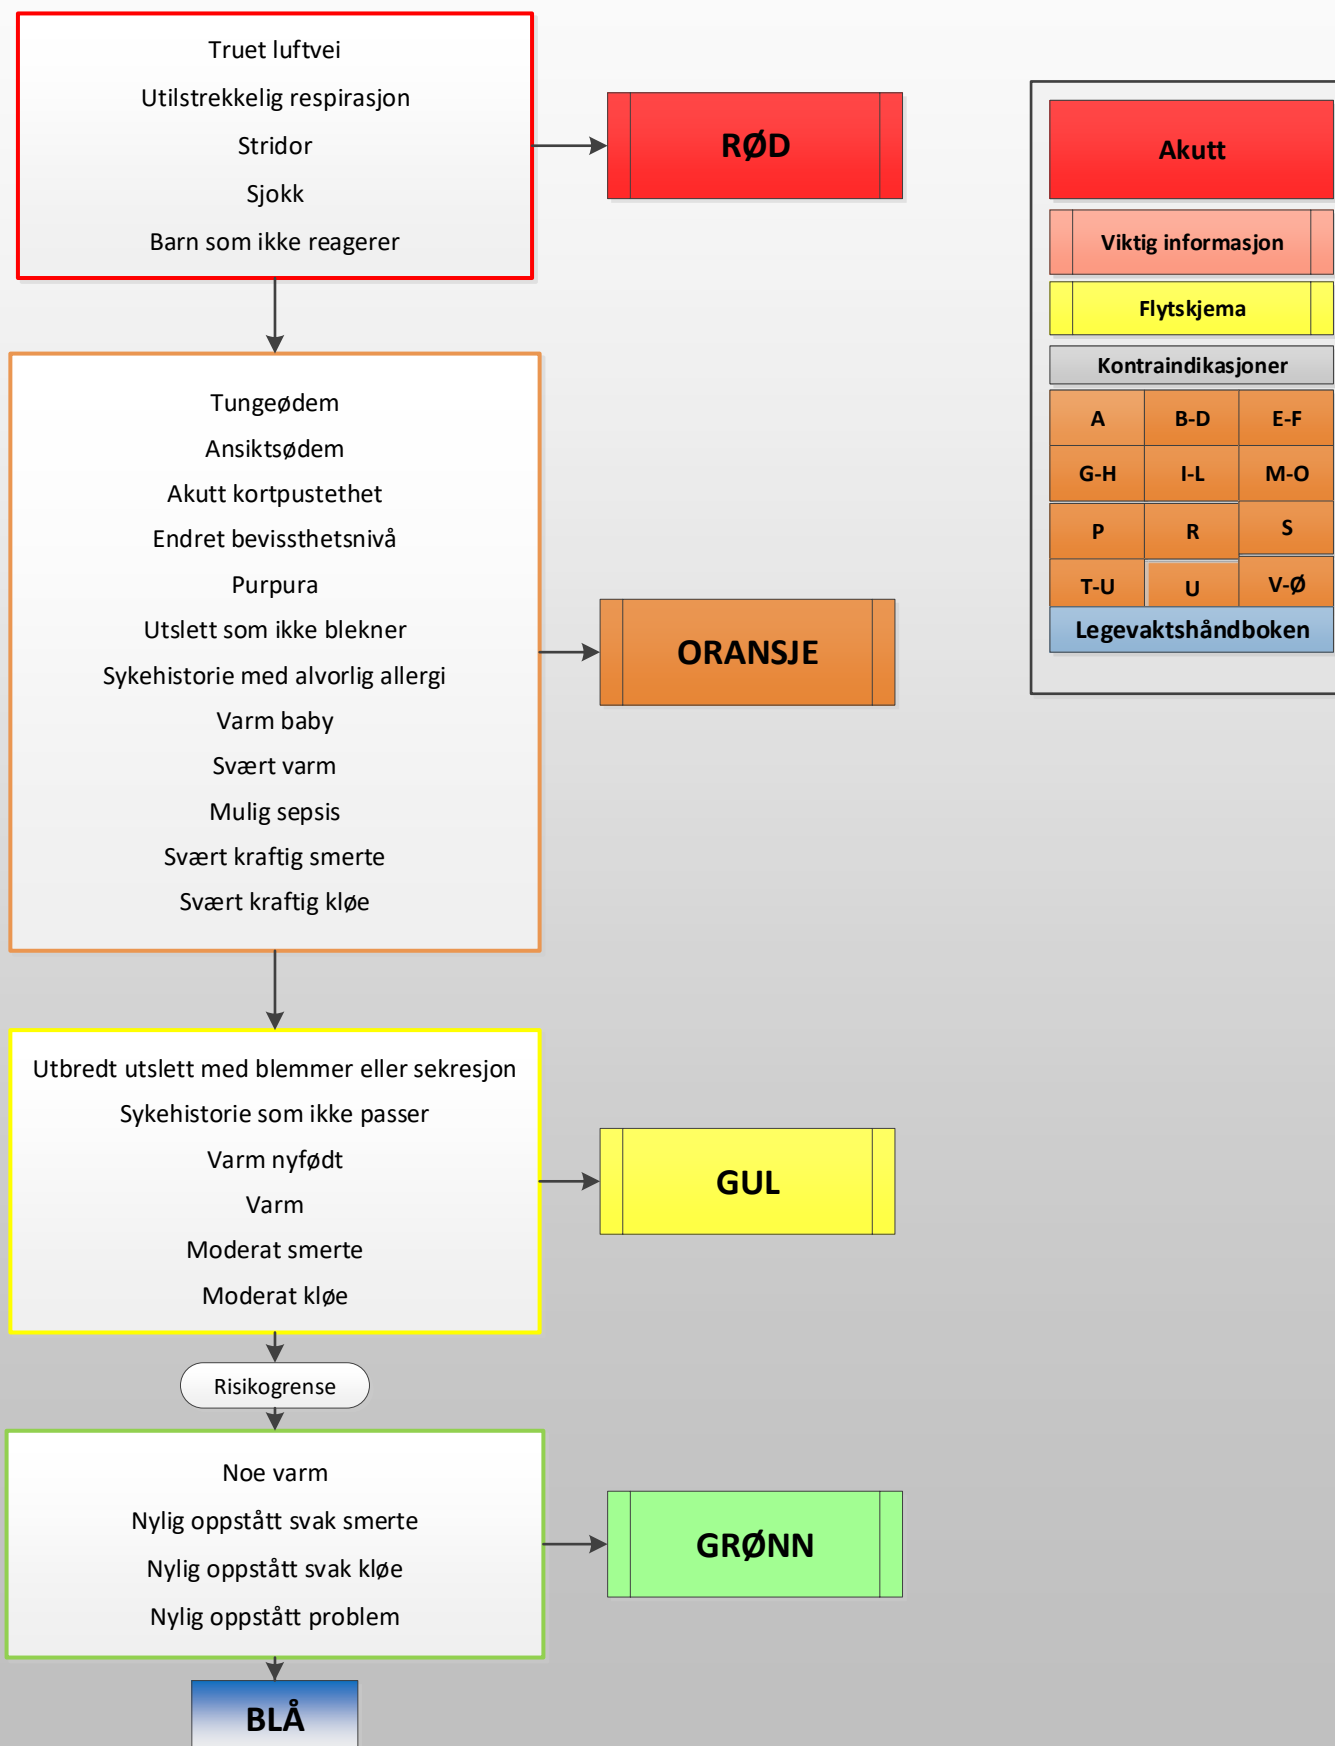 Truet luftvei
Utilstrekkelig respirasjon
Stridor
Sjokk
Barn som ikke reagerer
RØD
Tungeødem
Ansiktsødem
Akutt kortpustethet
Endret bevissthetsnivå
Purpura
Utslett som ikke blekner
Sykehistorie med alvorlig allergi
Varm baby
Svært varm
Mulig sepsis
Svært kraftig smerte
Svært kraftig kløe
ORANSJE
Utbredt utslett med blemmer eller sekresjon
Sykehistorie som ikke passer
Varm nyfødt
Varm
Moderat smerte
Moderat kløe
GUL
Risikogrense
Noe varm
Nylig oppstått svak smerte
Nylig oppstått svak kløe
Nylig oppstått problem
GRØNN
BLÅ
Akutt
Viktig informasjon
Flytskjema
Kontraindikasjoner
A B-D E-F
G-H I-L M-O
P R S
T-U U V-Ø
Legevaktshåndboken